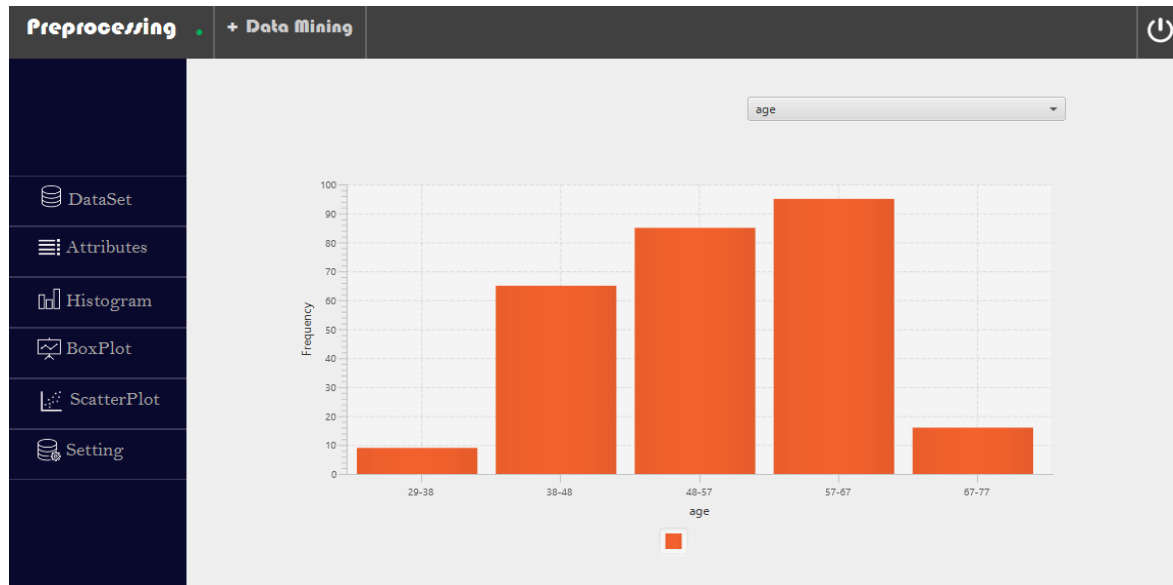 Preprocessing
+ Data Mining
age
DataSet
Attributes
Histogram
BoxPlot
ScatterPlot
Setting
100
90
80
70
60
50
40
30
20
10
0
Frequency
29-38 38-48 48-57 57-67 67-77
age